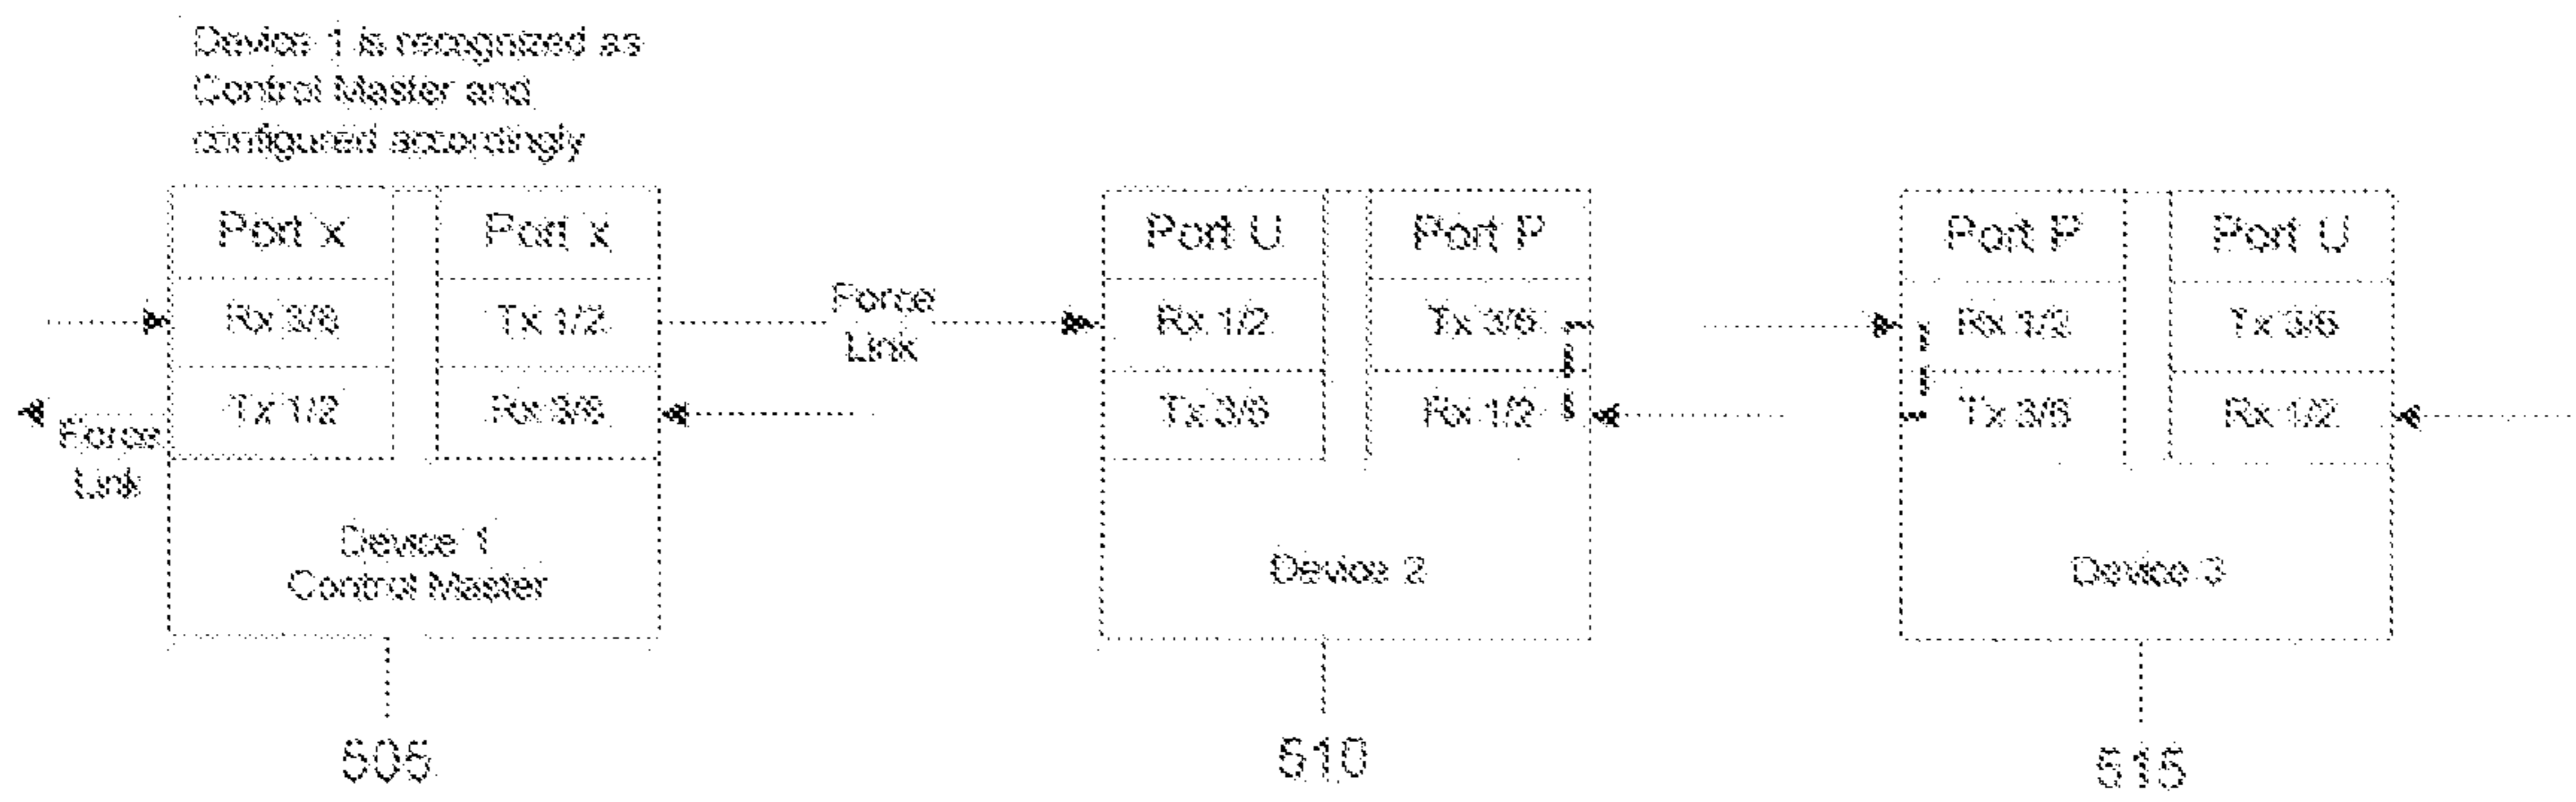 Device 1 is recognized as
Control Master and
configured accordingly
Port x
Port x
Rx 3/6
Tx 1/2
Tx 1/2
Rx 3/6
Force
Link
Force
Link
Device 1
Control Master
505
Port U
Port P
Rx 1/2
Tx 3/6
Tx 3/6
Rx 1/2
Device 2
510
Port P
Port U
Rx 1/2
Tx 3/6
Tx 3/6
Rx 1/2
Device 3
515